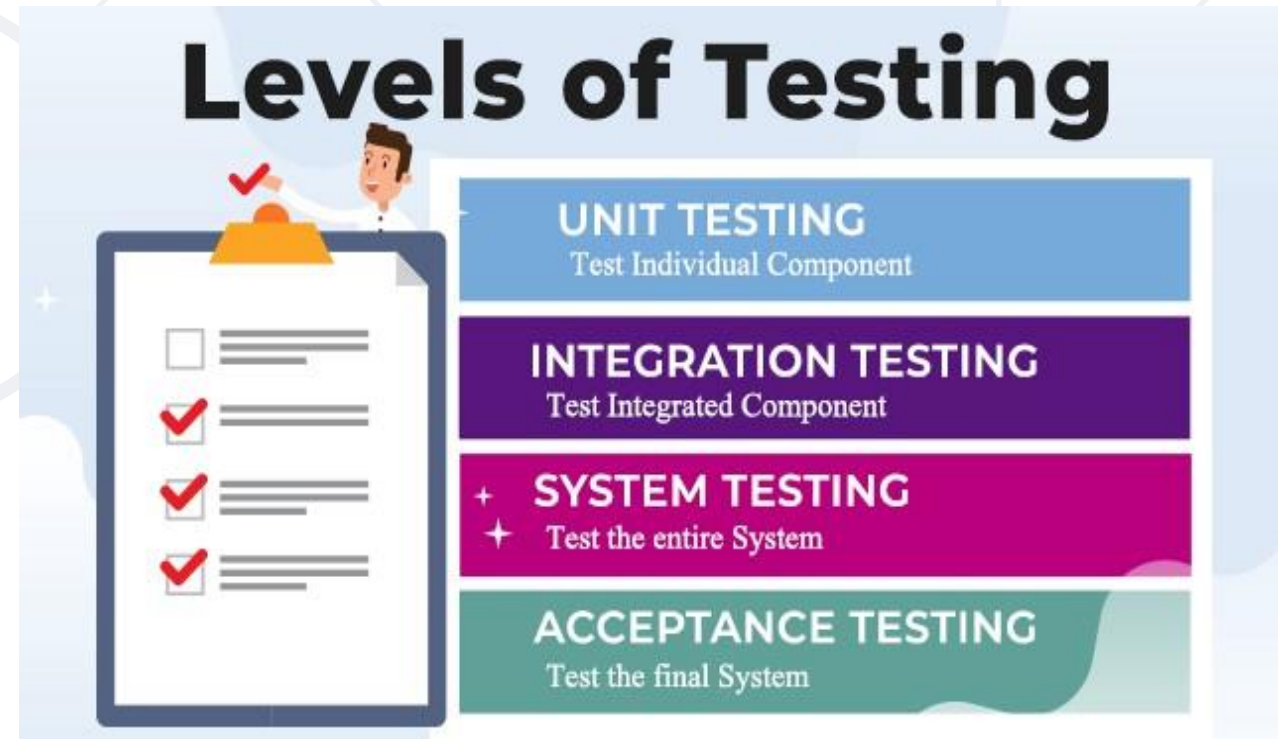 Levels of Testing
UNIT TESTING
Test Individual Component
INTEGRATION TESTING
Test Integrated Component
SYSTEM TESTING
Test the entire System
ACCEPTANCE TESTING
Test the final System